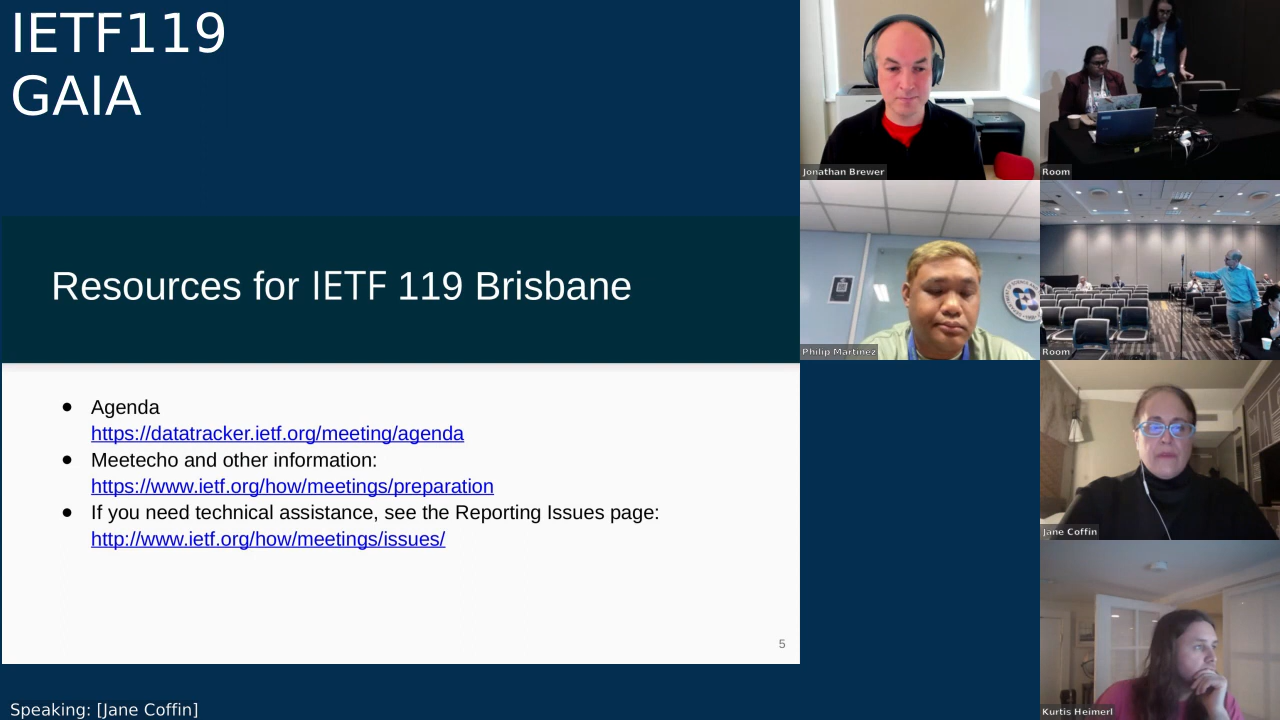 IETF119
GAIA
Resources for IETF 119 Brisbane
● Agenda
https://datatracker.ietf.org/meeting/agenda
● Meetecho and other information:
https://www.ietf.org/how/meetings/preparation
● If you need technical assistance, see the Reporting Issues page:
http://www.ietf.org/how/meetings/issues/
5
Speaking: [Jane Coffin]
Jonathan Brewer
Room
Philip Martinez
Room
Jane Coffin
Kurtis Heimerl